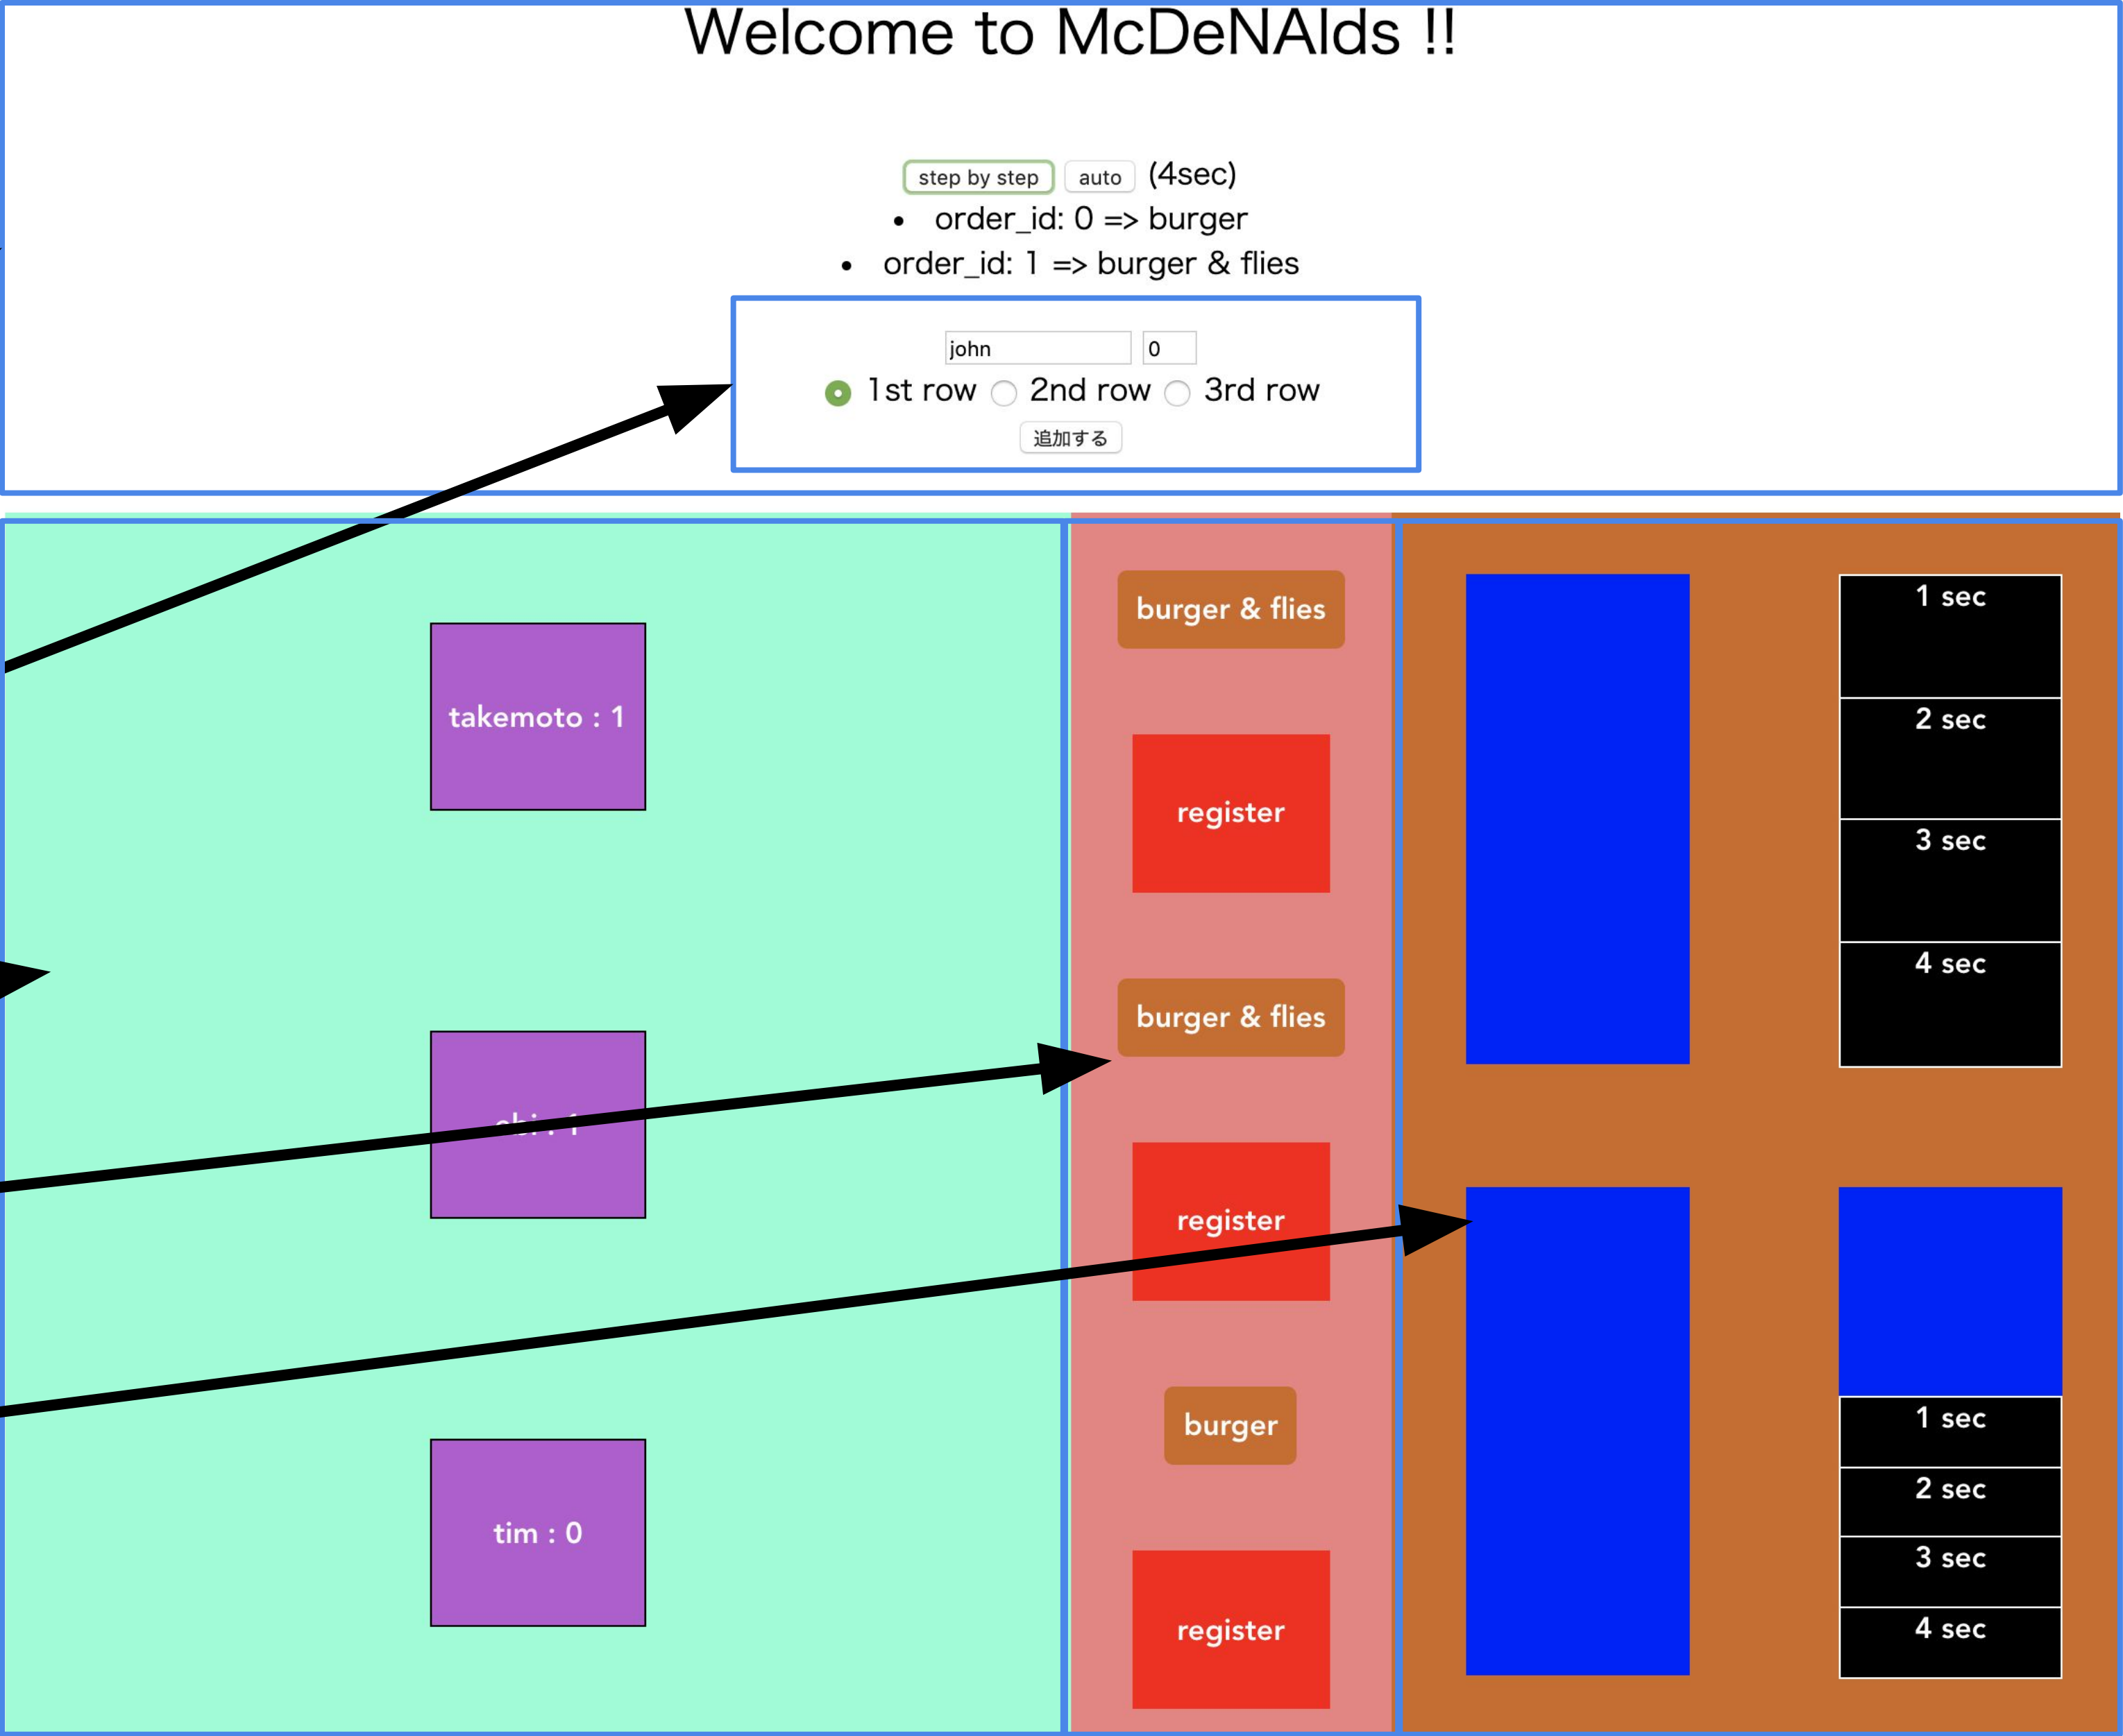 Welcome to McDeNAlds !!
step by step auto (4sec)
• order_id: 0 => burger
• order_id: 1 => burger & flies
john 0
1st row 2nd row 3rd row
追加する
takemoto : 1
: 1
tim : 0
burger & flies
register
burger & flies
register
burger
register
1 sec
2 sec
3 sec
4 sec
1 sec
2 sec
3 sec
4 sec